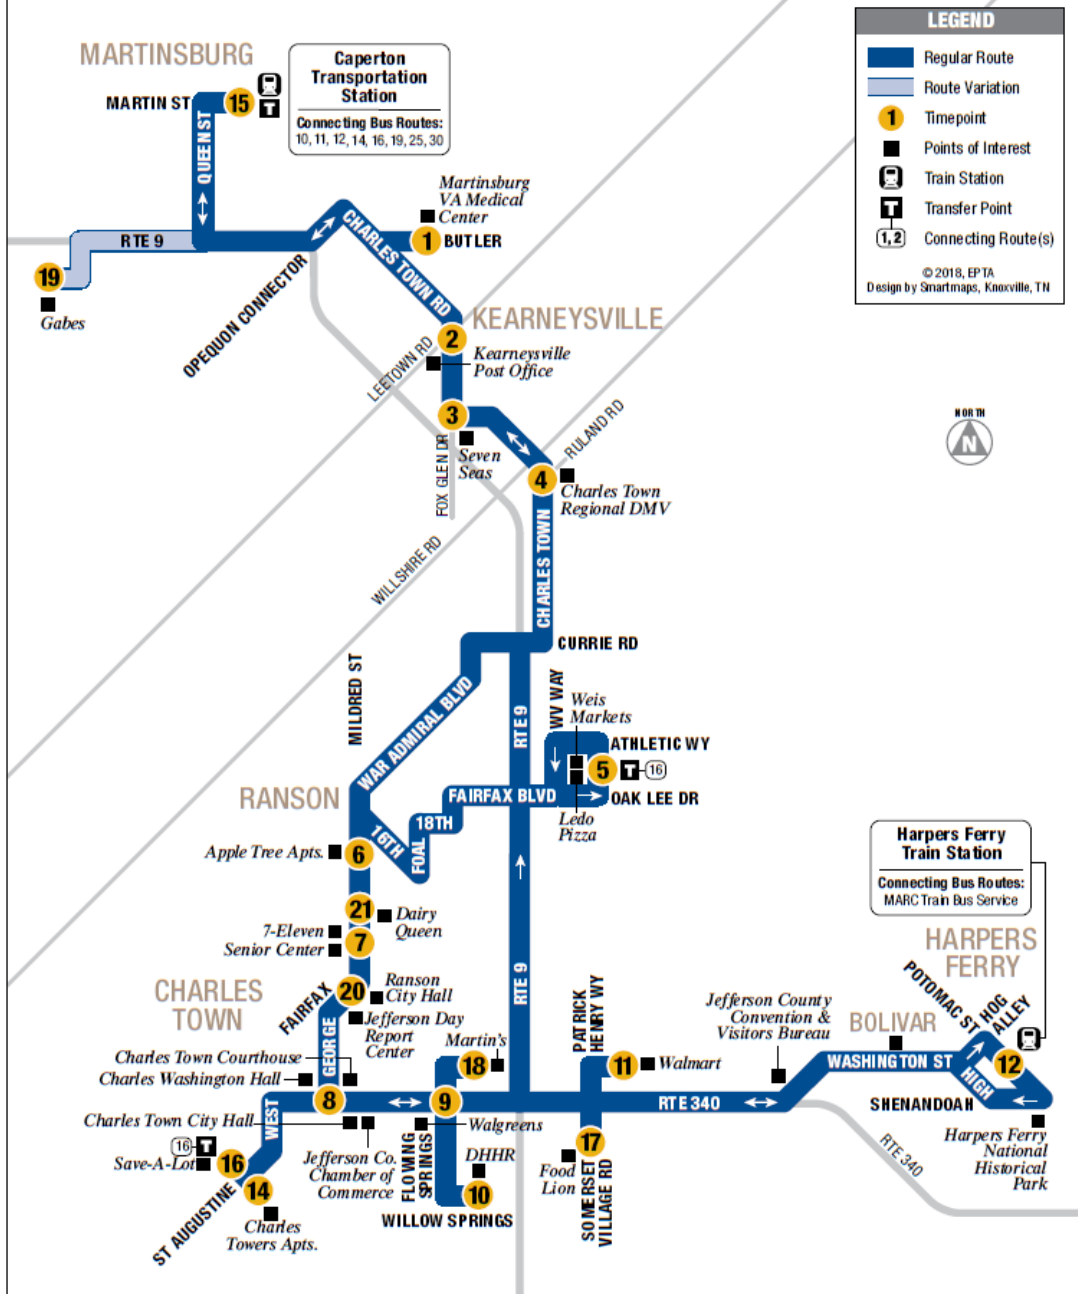 MARTINSBURG
MARTIN ST
15
T
Caperton
Transportation
Station
Connecting Bus Routes:
10, 11, 12, 14, 16, 19, 25, 30
QUEEN ST
Martinsburg
VA Medical
Center
1
BUTLER
RTE 9
19
Gabes
OPEQUON CONNECTOR
CHARLES TOWN RD
KEARNEYSVILLE
2
LEETOWN RD
Kearneysville
Post Office
3
FOX GLEN DR
Seven
Seas
RULAND RD
4
Charles Town
Regional DMV
WILLSHIRE RD
CHARLES TOWN
CURRIE RD
LEGEND
Regular Route
Route Variation
1
Timepoint
Points of Interest
Train Station
T
Transfer Point
1, 2
Connecting Route(s)
© 2018, EPTA
Design by Smartmaps, Knoxville, TN
NORTH
N
MILDRED ST
WAR ADMIRAL BLVD
RTE 9
WV WAY
Weis
Markets
ATHLETIC WY
5
T
16
FAIRFAX BLVD
OAK LEE DR
Ledo
Pizza
RANSON
16TH
18TH
FOAL
Apple Tree Apts.
6
21
Dairy
Queen
7-Eleven
Senior Center
7
FAIRFAX
20
Ranson
City Hall
Jefferson Day
Report
Center
CHARLES
TOWN
GEORGE
Charles Town Courthouse
Charles Washington Hall
8
Charles Town City Hall
WEST
16
T
Save-A-Lot
16
14
ST AUGUSTINE
Charles
Towers Apts.
Jefferson Co.
Chamber of
Commerce
Martin's
18
9
Walgreens
FLOWING
SPRINGS
DHHR
10
WILLOW SPRINGS
RTE 9
PATRICK
HENRY WY
11
Walmart
17
Food
Lion
SOMERSET
VILLAGE RD
RTE 340
Jefferson County
Convention &
Visitors Bureau
BOLIVAR
WASHINGTON ST
Harpers Ferry
Train Station
Connecting Bus Routes:
MARC Train Bus Service
HARPERS
FERRY
POTOMAC ST
HOG
ALLEY
12
HIGH
SHENANDOAH
Harpers Ferry
National
Historical
Park
RTE 340